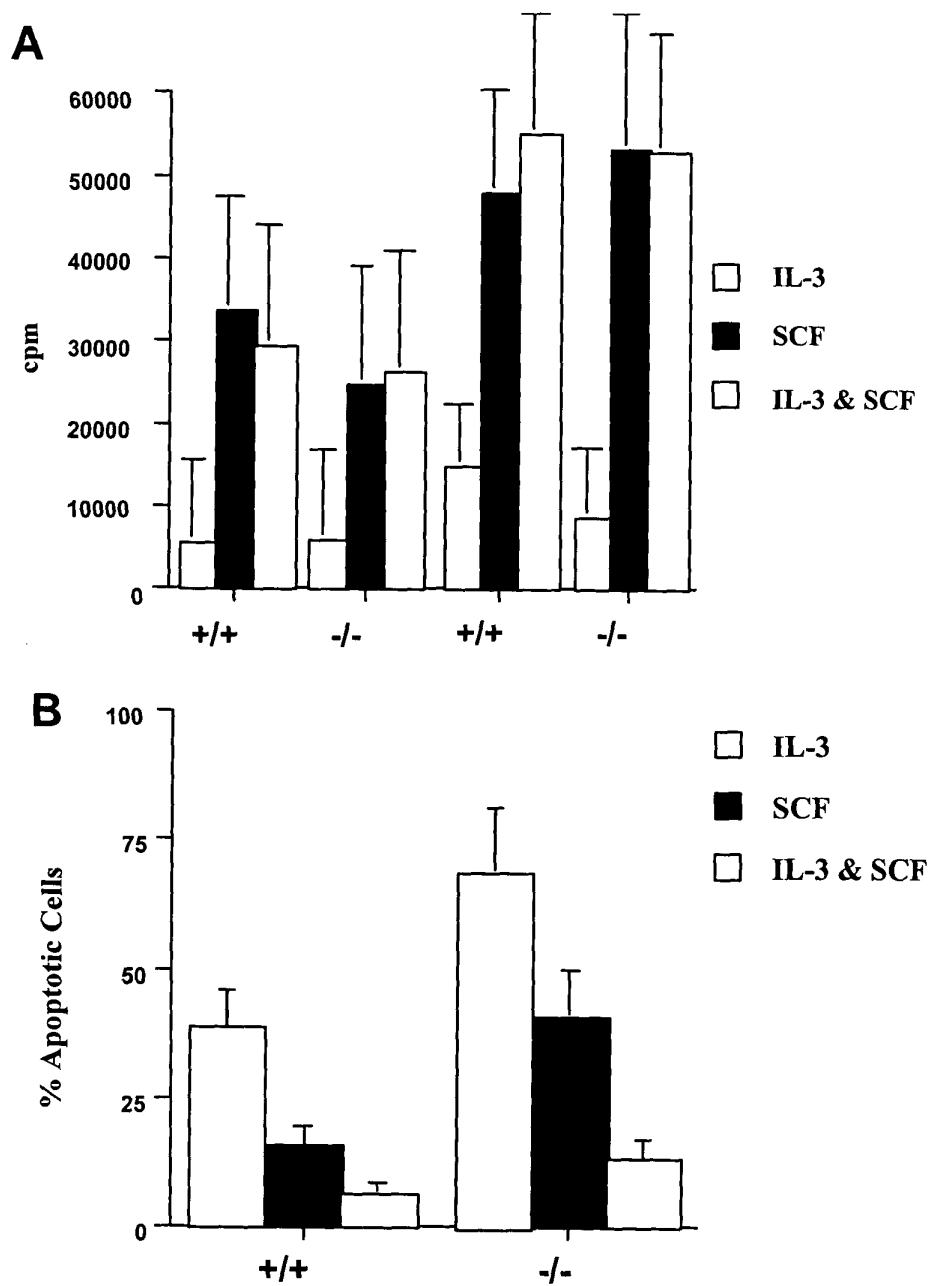 A
60000
50000
40000
30000
20000
10000
0
cpm
IL-3
SCF
IL-3 & SCF
+/+ -/- +/+ -/-
B
100
75
50
25
0
% Apoptotic Cells
IL-3
SCF
IL-3 & SCF
+/+ -/-